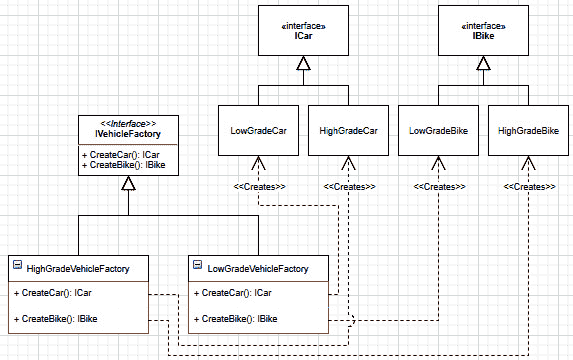 «interface»
ICar
«interface»
IBike
LowGradeCar
HighGradeCar
LowGradeBike
HighGradeBike
<<Interface>>
IVehicleFactory
+ CreateCar(): ICar
+ CreateBike(): IBike
<<Creates>>
<<Creates>>
<<Creates>>
<<Creates>>
HighGradeVehicleFactory
+ CreateCar(): ICar
+ CreateBike(): IBike
LowGradeVehicleFactory
+ CreateCar(): ICar
+ CreateBike(): IBike